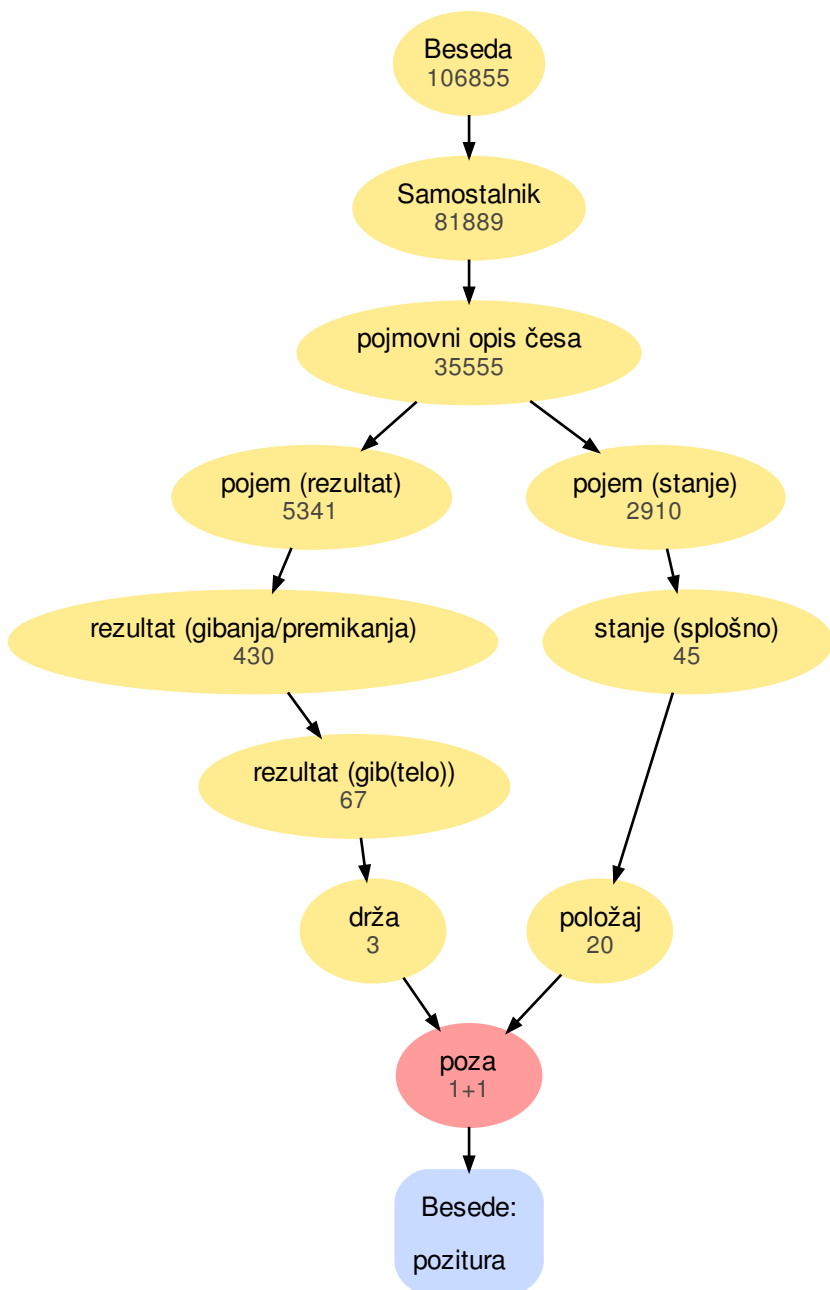 Beseda
106855
Samostalnik
81889
pojmovni opis česa
35555
pojem (rezultat)
5341
pojem (stanje)
2910
rezultat (gibanja/premikanja)
430
stanje (splošno)
45
rezultat (gib(telo))
67
drža
3
položaj
20
poza
1+1
Besede:
pozitura